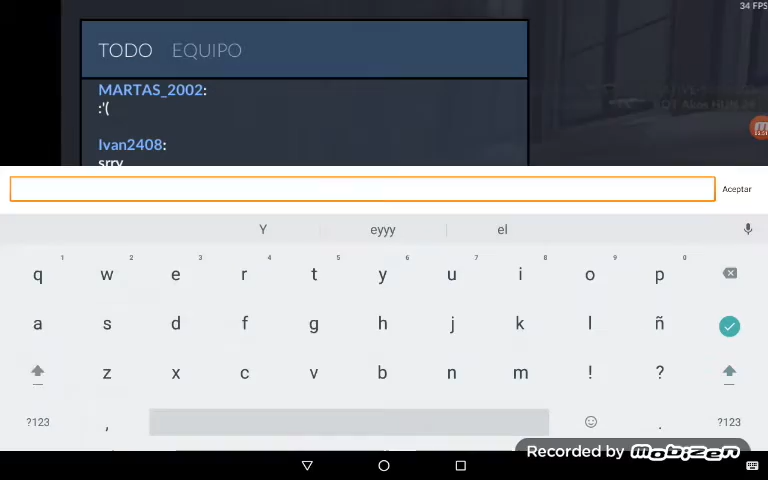 34 FPS
TODO EQUIPO
MARTAS_2002:
:'(
Ivan2408:
srry
Aceptar
Y eyyy el
1 2 3 4 5 6 7 8 9 0
q w e r t y u i o p
a s d f g h j k l ñ
z x c v b n m ! ?
?123 , . ?123
Recorded by mobizen